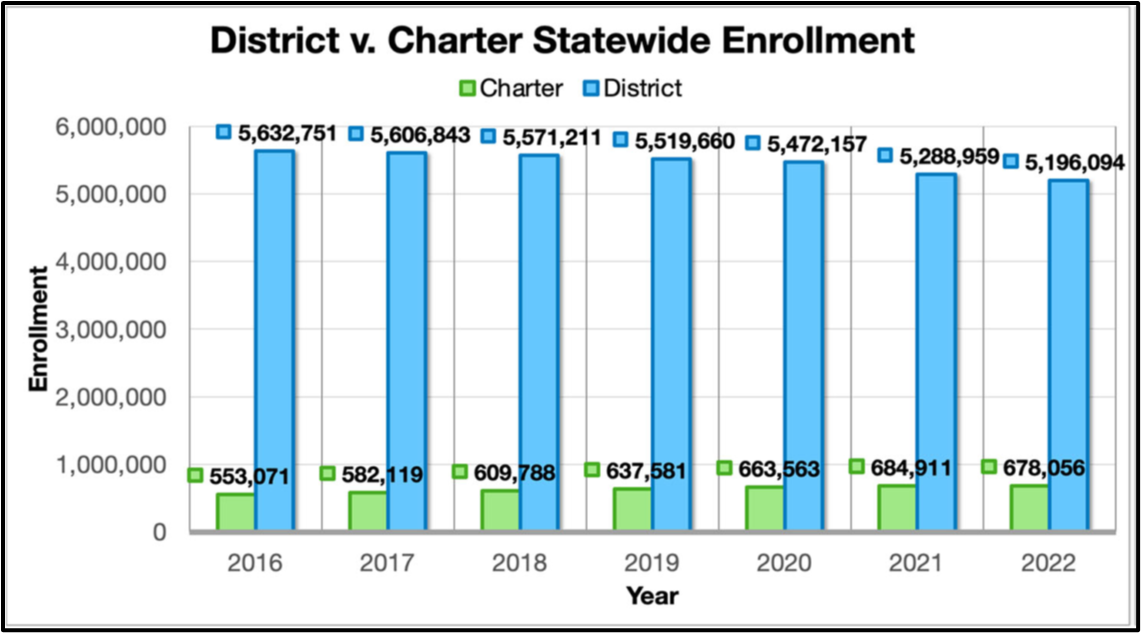 District v. Charter Statewide Enrollment
Charter District
6,000,000
5,632,751 5,606,843 5,571,211 5,519,660 5,472,157 5,288,959 5,196,094
5,000,000
4,000,000
3,000,000
2,000,000
1,000,000
553,071 582,119 609,788 637,581 663,563 684,911 678,056
0
Enrollment
2016 2017 2018 2019 2020 2021 2022
Year